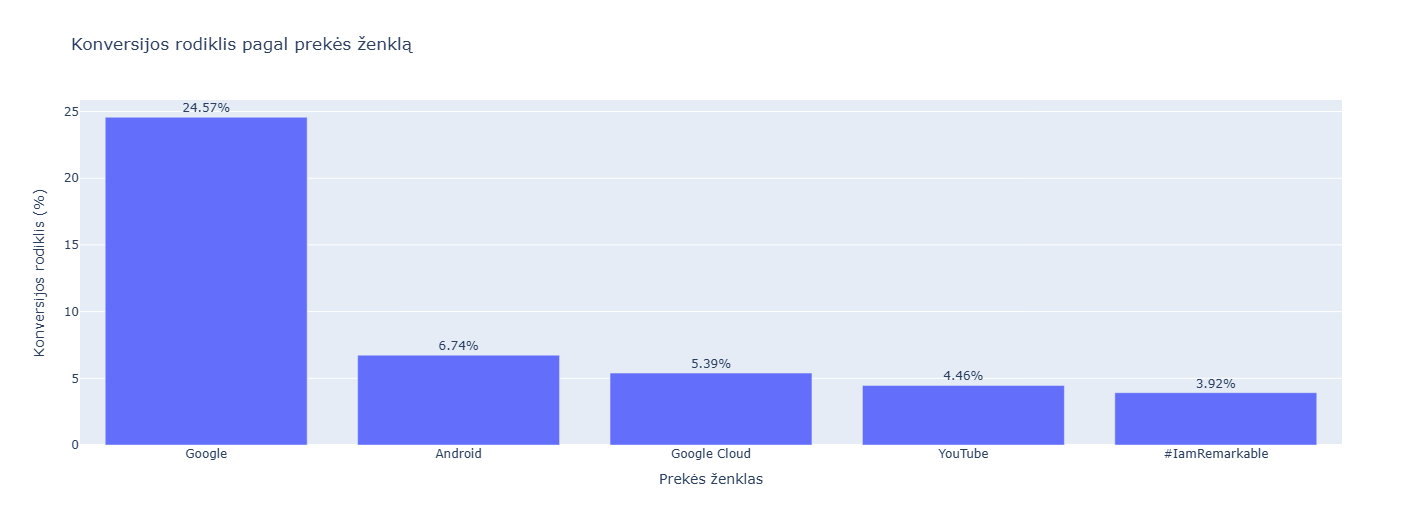 Konversijos rodiklis pagal prekės ženklą
Konversijos rodiklis (%)
25
20
15
10
5
0
24.57%
6.74%
5.39%
4.46%
3.92%
Google
Android
Google Cloud
YouTube
#IamRemarkable
Prekės ženklas